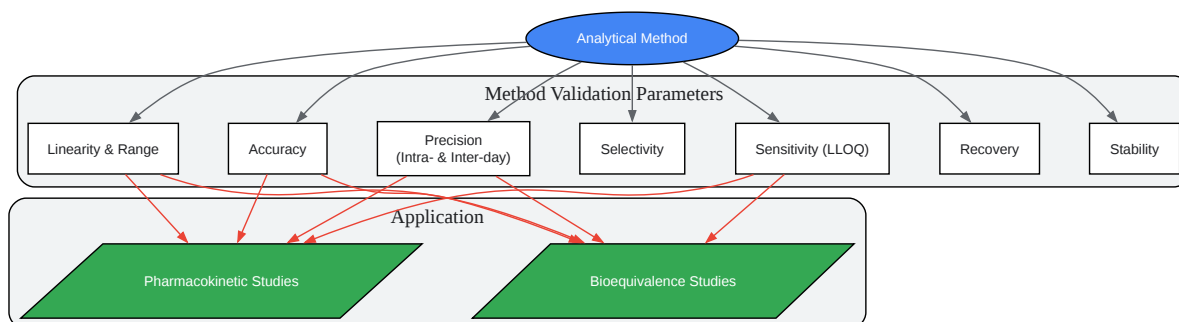 Analytical Method
Method Validation Parameters
Linearity & Range
Accuracy
Precision
(Intra- & Inter-day)
Selectivity
Sensitivity (LLOQ)
Recovery
Stability
Application
Pharmacokinetic Studies
Bioequivalence Studies